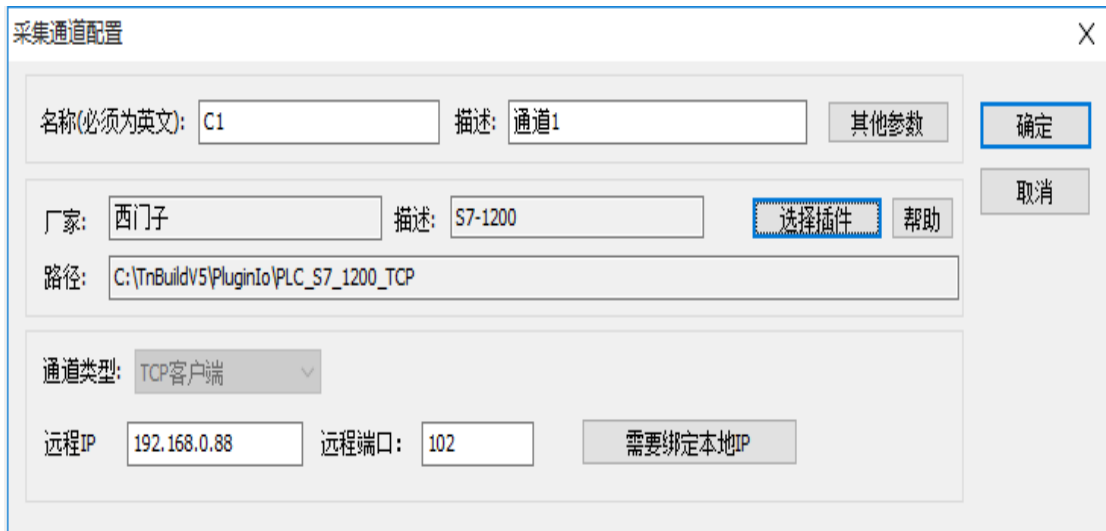 采集通道配置
名称(必须为英文): C1 描述: 通道1 其他参数 确定
取消
厂家: 西门子 描述: S7-1200 选择插件 帮助
路径: C:\TnBuildV5\PluginIo\PLC_S7_1200_TCP
通道类型: TCP客户端
远程IP 192.168.0.88 远程端口: 102 需要绑定本地IP